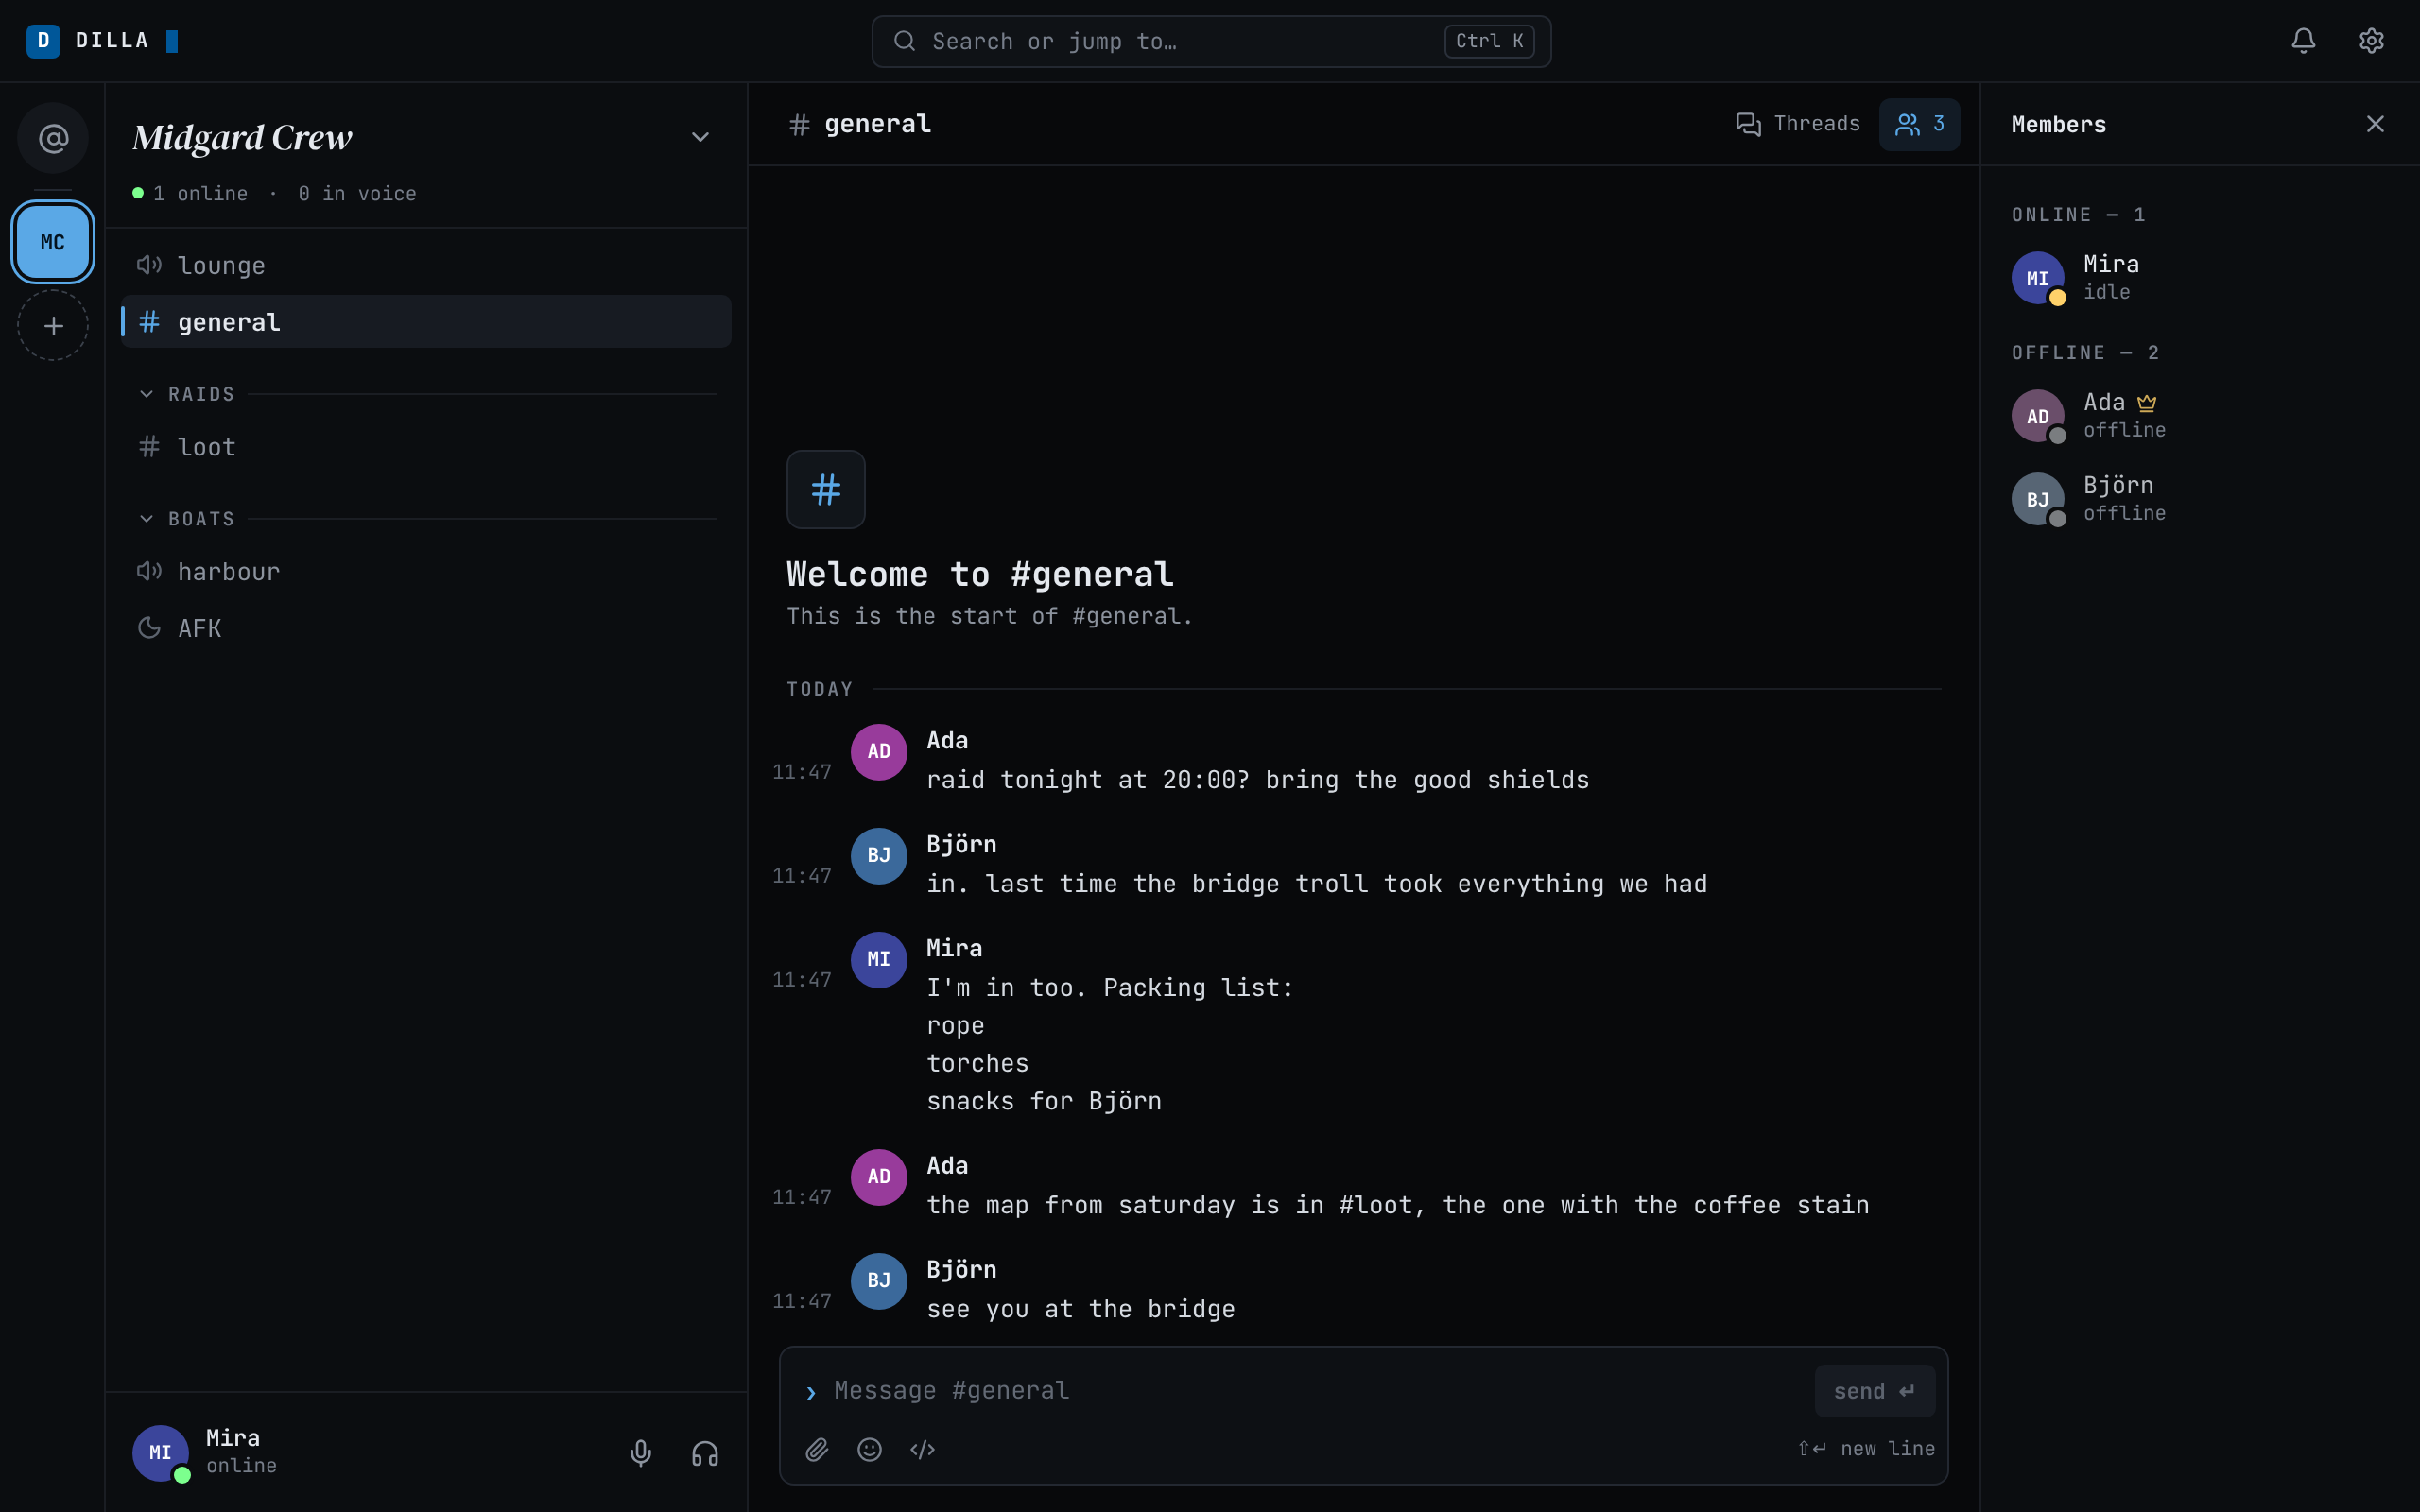 D DILLA
Search or jump to…
Ctrl K
@
MC
+
Midgard Crew
1 online · 0 in voice
lounge
# general
RAIDS
# loot
BOATS
harbour
AFK
MI
Mira
online
# general
Threads
3
#
Welcome to #general
This is the start of #general.
TODAY
AD
Ada
11:47
raid tonight at 20:00? bring the good shields
BJ
Björn
11:47
in. last time the bridge troll took everything we had
MI
Mira
11:47
I'm in too. Packing list:
rope
torches
snacks for Björn
AD
Ada
11:47
the map from saturday is in #loot, the one with the coffee stain
BJ
Björn
11:47
see you at the bridge
› Message #general
send ↵
⇧↵ new line
Members
ONLINE — 1
MI
Mira
idle
OFFLINE — 2
AD
Ada
offline
BJ
Björn
offline